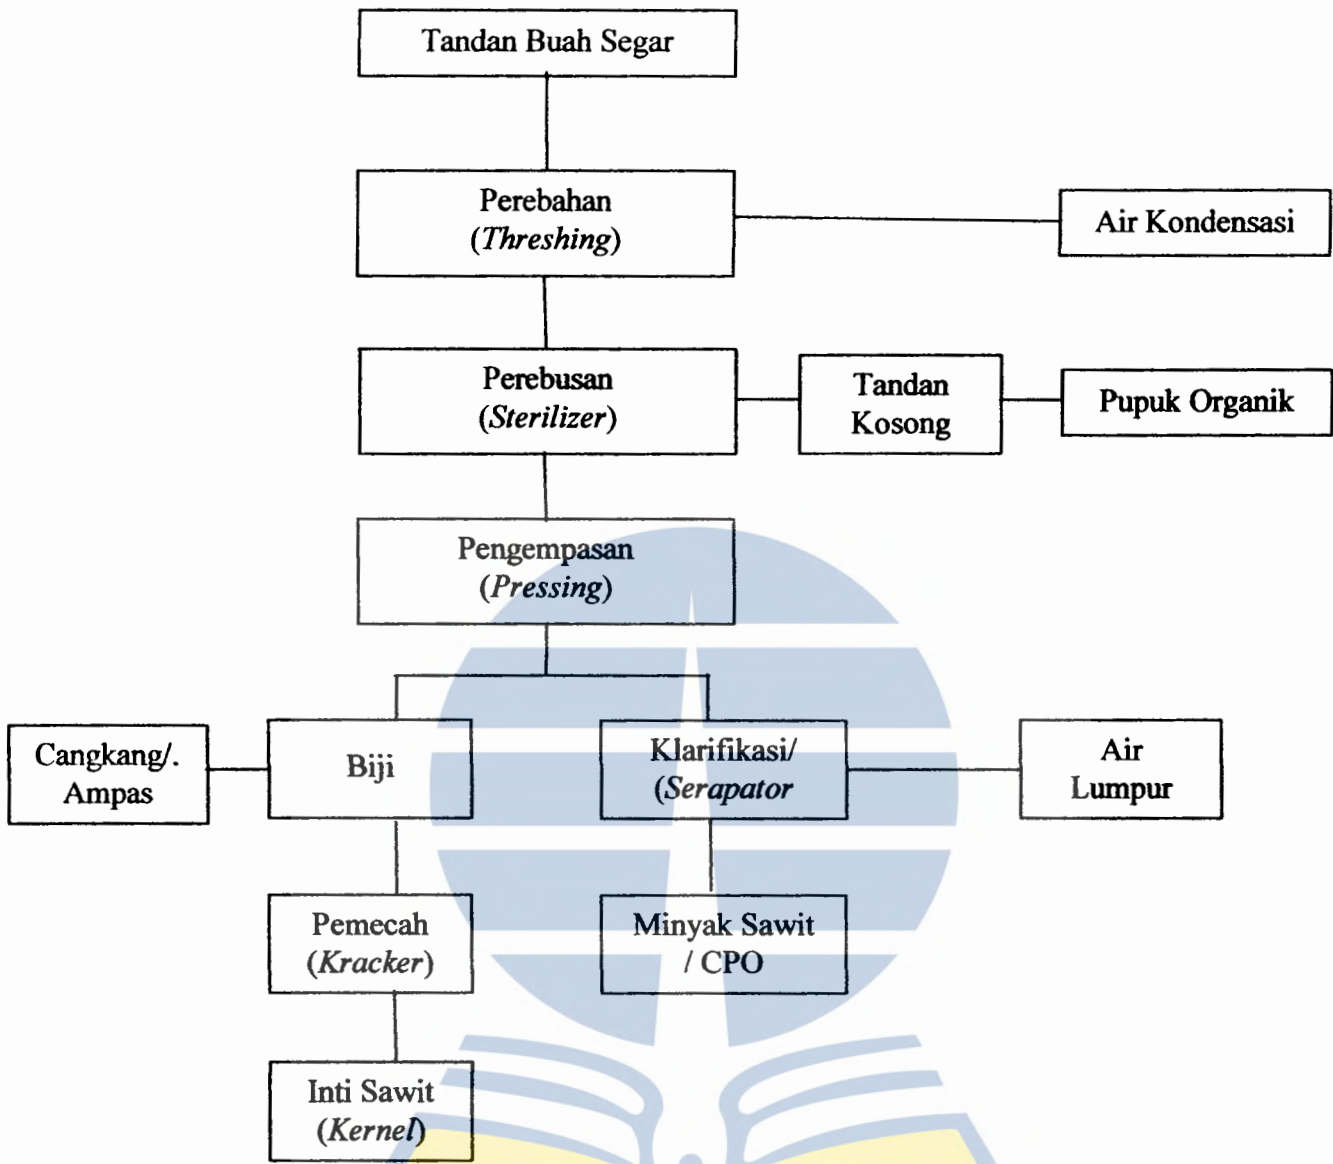 Tandan Buah Segar
Perebahan
(Threshing)
Air Kondensasi
Perebusan
(Sterilizer)
Tandan
Kosong
Pupuk Organik
Pengempasan
(Pressing)
Cangkang/.
Ampas
Biji
Klarifikasi/
(Serapator
Air
Lumpur
Pemecah
(Kracker)
Minyak Sawit
/ CPO
Inti Sawit
(Kernel)